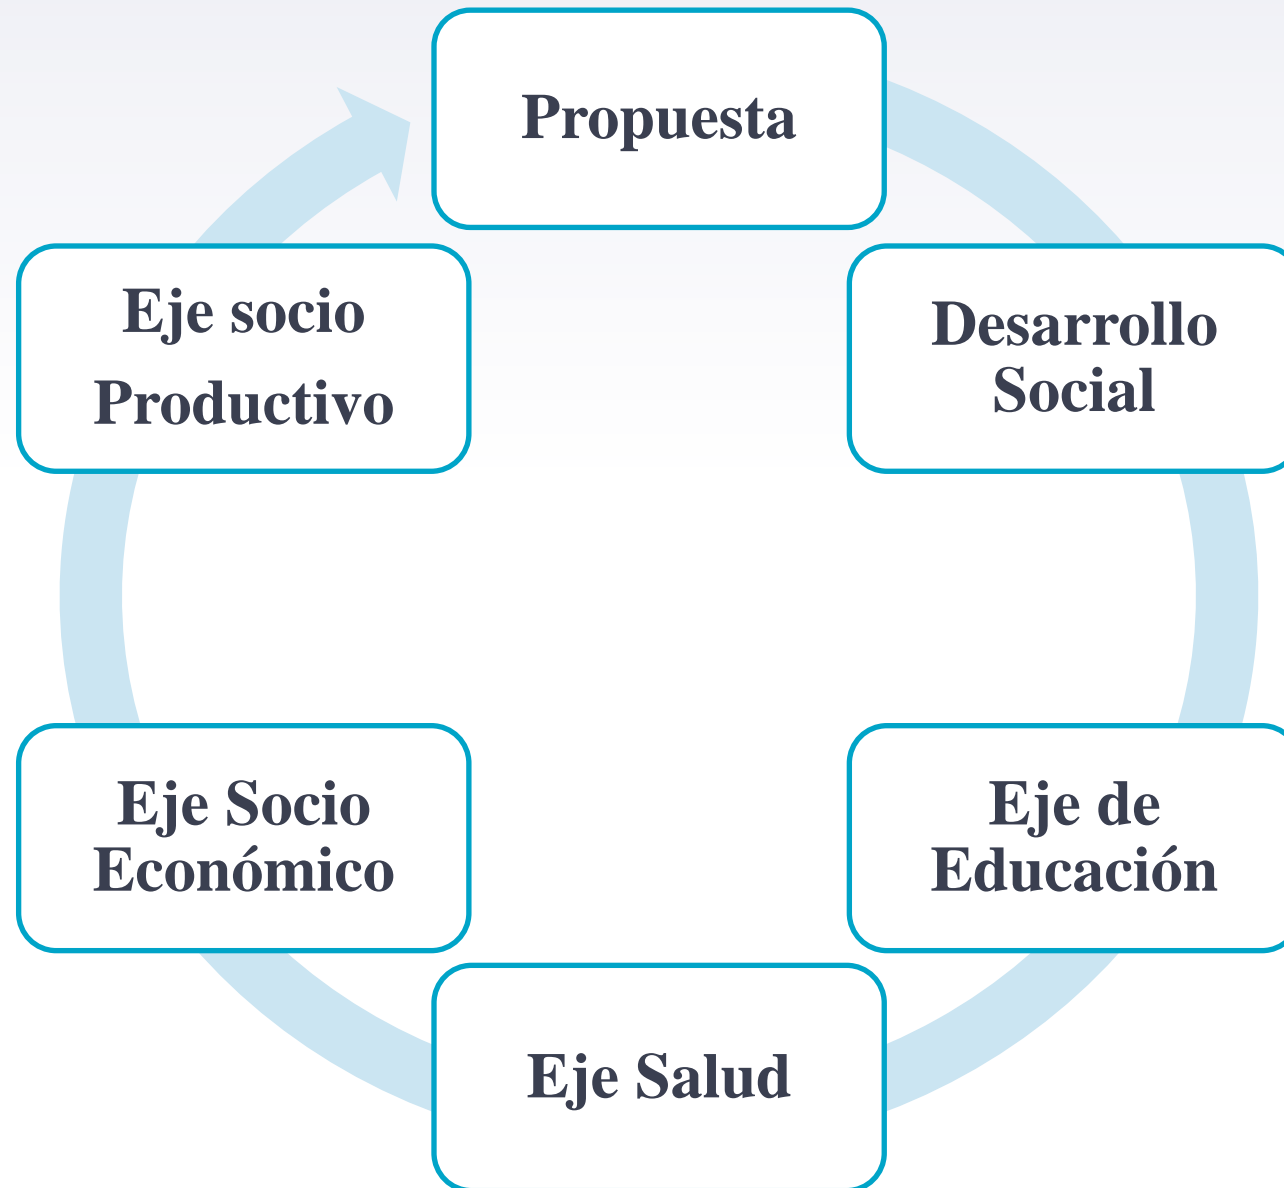 Propuesta
Desarrollo
Social
Eje de
Educación
Eje Salud
Eje Socio
Económico
Eje socio
Productivo